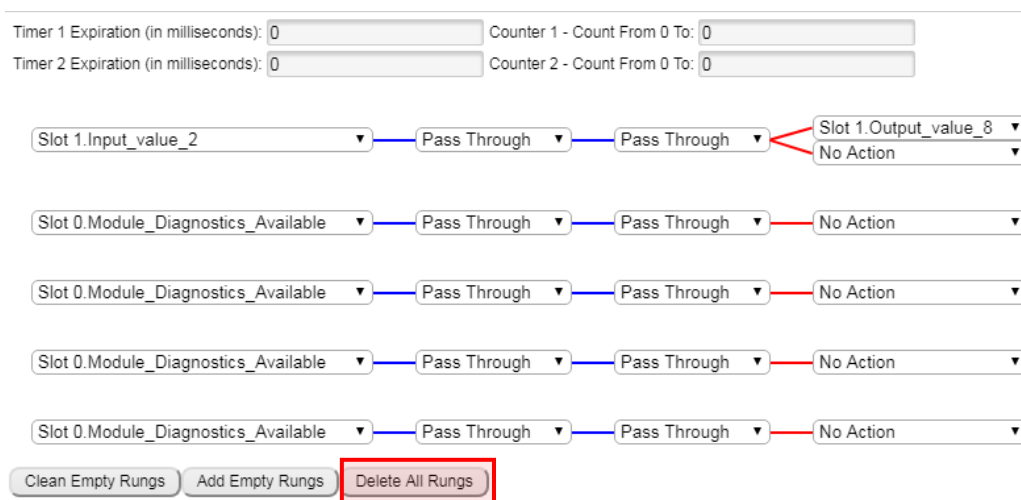 Timer 1 Expiration (in milliseconds): 0 Counter 1 - Count From 0 To: 0
Timer 2 Expiration (in milliseconds): 0 Counter 2 - Count From 0 To: 0
Slot 1.Input_value_2 Pass Through Pass Through Slot 1.Output_value_8
No Action
Slot 0.Module_Diagnostics_Available Pass Through Pass Through No Action
Slot 0.Module_Diagnostics_Available Pass Through Pass Through No Action
Slot 0.Module_Diagnostics_Available Pass Through Pass Through No Action
Slot 0.Module_Diagnostics_Available Pass Through Pass Through No Action
Clean Empty Rungs Add Empty Rungs Delete All Rungs